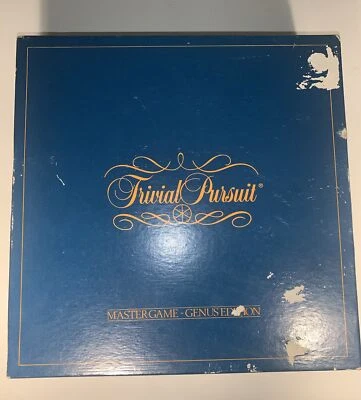 Trivial Pursuit®
MASTER GAME - GENUS EDITION